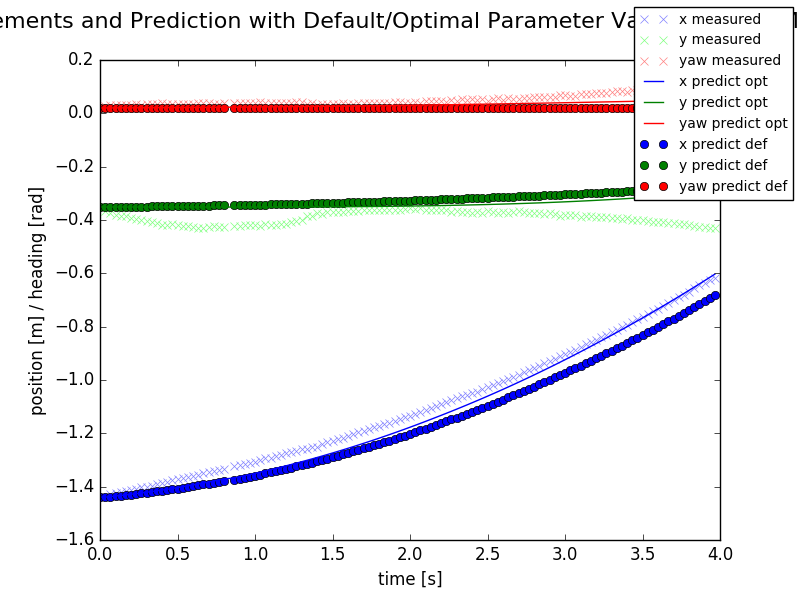 and Prediction with Default/Optimal Parameter
x measured
y measured
yaw measured
x predict opt
y predict opt
yaw predict opt
x predict def
y predict def
yaw predict def
position [m] / heading [rad]
0.2
0.0
−0.2
−0.4
−0.6
−0.8
−1.0
−1.2
−1.4
−1.6
0.0 0.5 1.0 1.5 2.0 2.5 3.0 3.5 4.0
time [s]